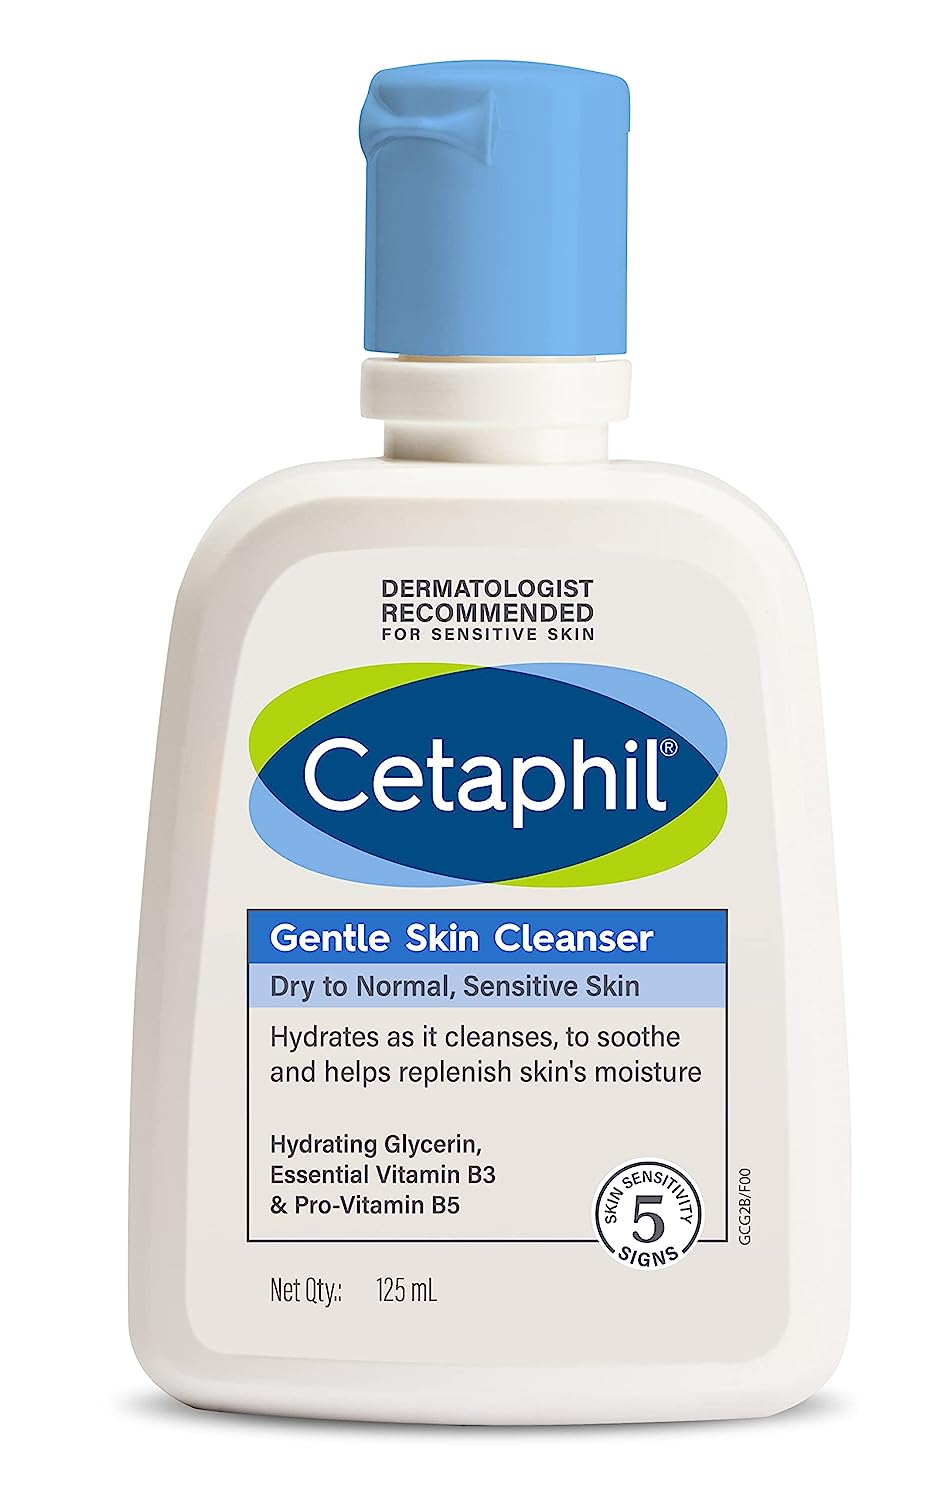 DERMATOLOGIST
RECOMMENDED
FOR SENSITIVE SKIN
Cetaphil®
Gentle Skin Cleanser
Dry to Normal, Sensitive Skin
Hydrates as it cleanses, to soothe
and helps replenish skin's moisture
Hydrating Glycerin,
Essential Vitamin B3
& Pro-Vitamin B5
SKIN SENSITIVITY
5
SIGNS
GCG2B/F00
Net Qty.: 125 mL